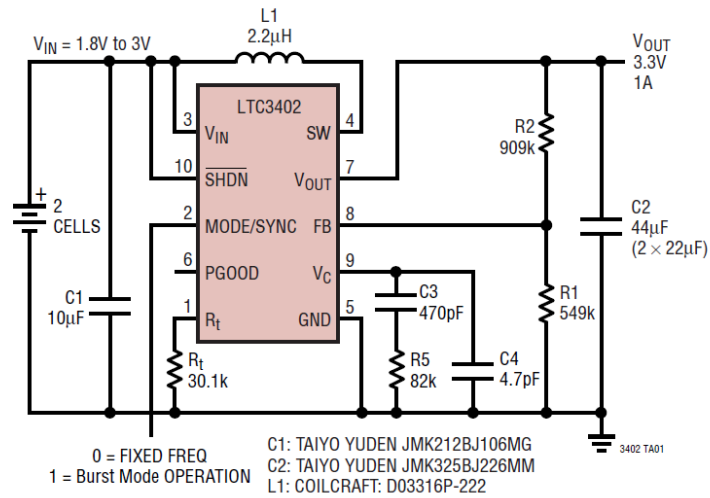 L1
2.2µH
V_IN = 1.8V to 3V
V_OUT
3.3V
1A
LTC3402
3
V_IN
SW
4
10
SHDN
V_OUT
7
2
MODE/SYNC
FB
8
6
PGOOD
V_C
9
1
R_t
GND
5
R2
909k
+
2
CELLS
C2
44µF
(2 × 22µF)
C1
10µF
C3
470pF
R1
549k
R_t
30.1k
R5
82k
C4
4.7pF
0 = FIXED FREQ
1 = Burst Mode OPERATION
C1: TAIYO YUDEN JMK212BJ106MG
C2: TAIYO YUDEN JMK325BJ226MM
L1: COILCRAFT: D03316P-222
3402 TA01